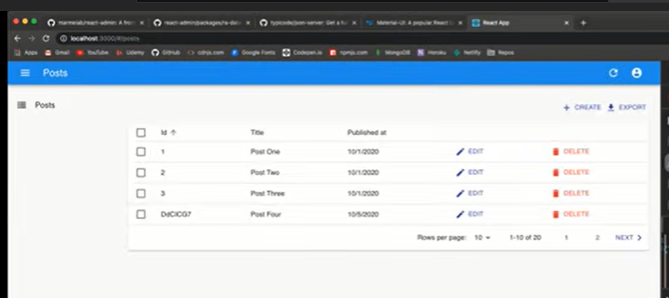 marmelab/react-admin: A fron
react-admin/packages/ra-doc
typicode/json-server: Get a fu
Material-UI: A popular React
React App
localhost:3000/#/posts
Apps
Gmail
YouTube
Udemy
GitHub
cdnjs.com
Google Fonts
Codepen.io
npmjs.com
MongoDB
Heroku
Netlify
Repos
Posts
Posts
CREATE EXPORT
Id Title Published at
1 Post One 10/1/2020 EDIT DELETE
2 Post Two 10/1/2020 EDIT DELETE
3 Post Three 10/1/2020 EDIT DELETE
DdCICG7 Post Four 10/5/2020 EDIT DELETE
Rows per page: 10 1-10 of 20 1 2 NEXT